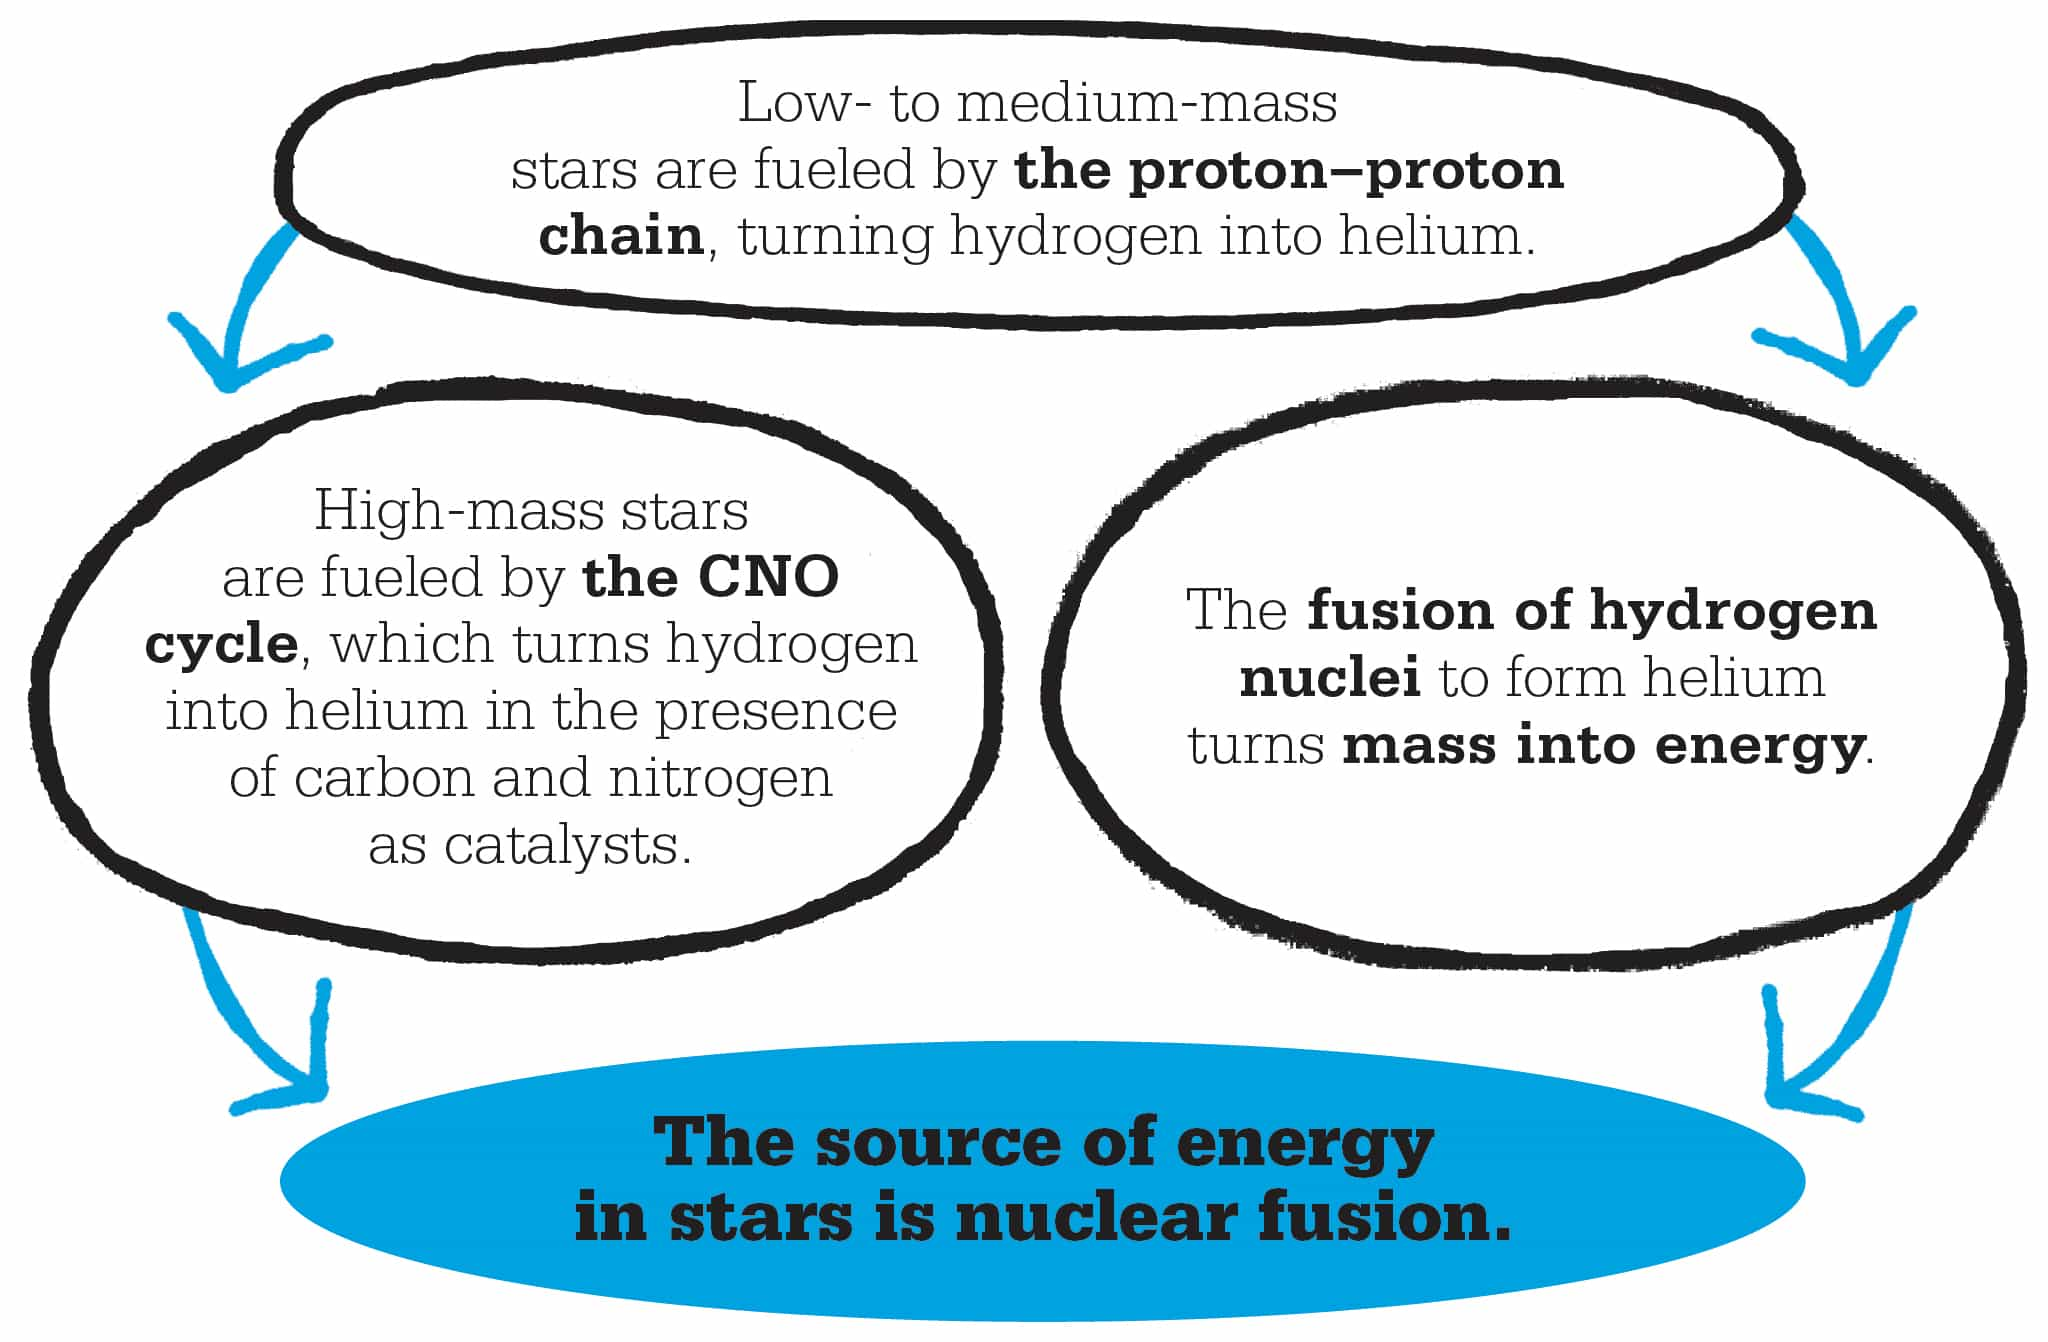 Low- to medium-mass
stars are fueled by the proton–proton
chain, turning hydrogen into helium.
High-mass stars
are fueled by the CNO
cycle, which turns hydrogen
into helium in the presence
of carbon and nitrogen
as catalysts.
The fusion of hydrogen
nuclei to form helium
turns mass into energy.
The source of energy
in stars is nuclear fusion.